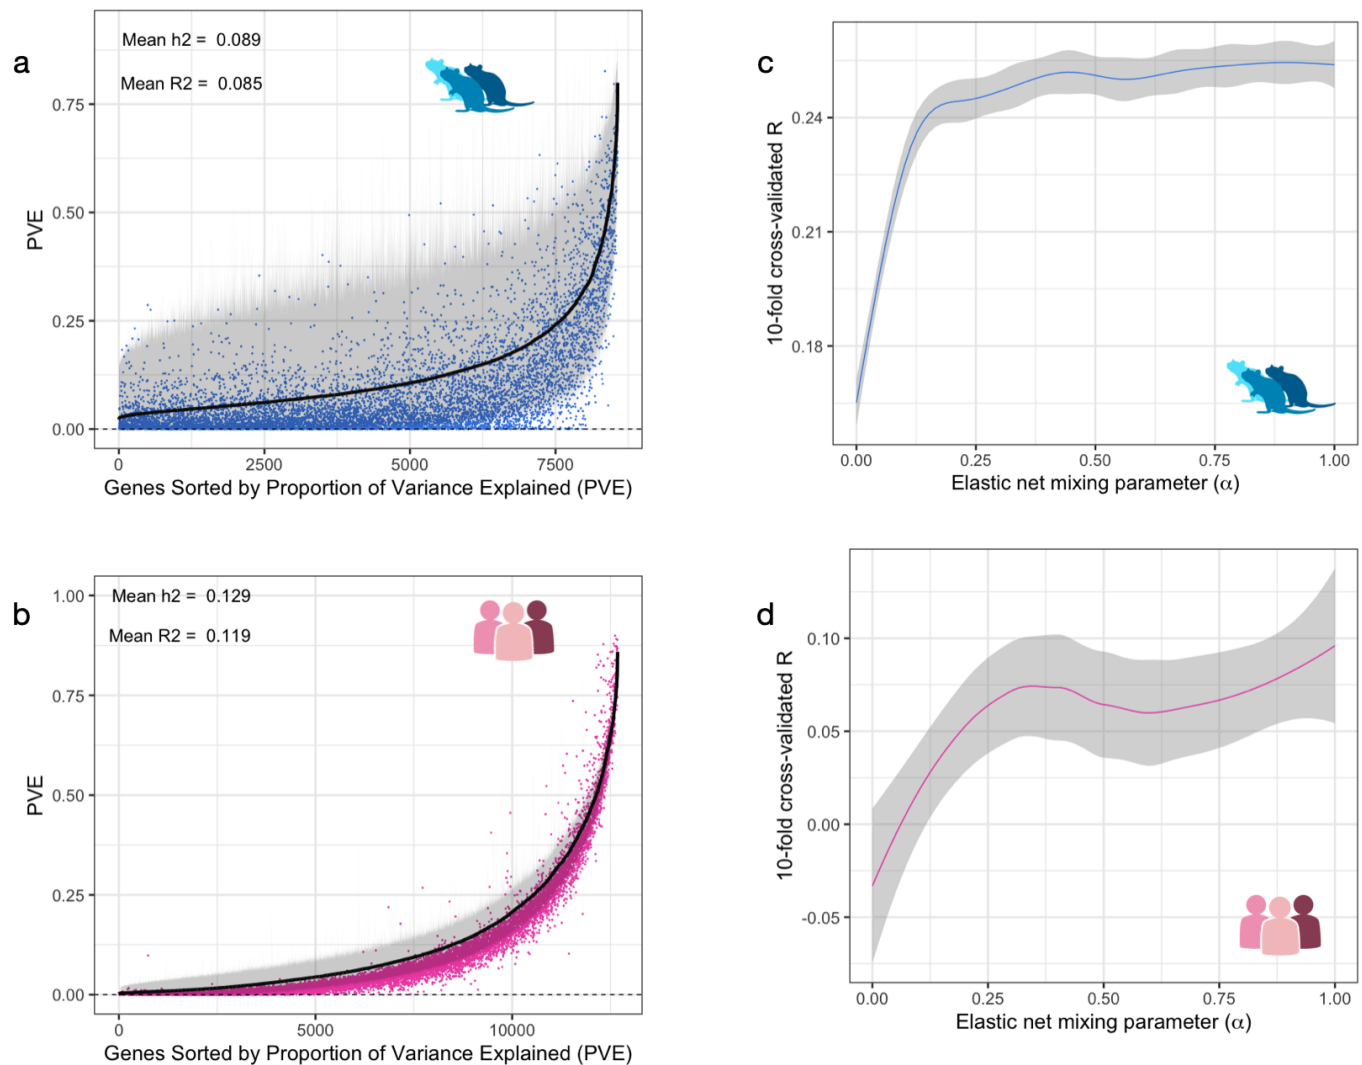 a
Mean h2 = 0.089
Mean R2 = 0.085
PVE
0.75
0.50
0.25
0.00
0
2500
5000
7500
Genes Sorted by Proportion of Variance Explained (PVE)
c
10-fold cross-validated R
0.24
0.21
0.18
0.00
0.25
0.50
0.75
1.00
Elastic net mixing parameter (α)
b
Mean h2 = 0.129
Mean R2 = 0.119
PVE
1.00
0.75
0.50
0.25
0.00
0
5000
10000
Genes Sorted by Proportion of Variance Explained (PVE)
d
10-fold cross-validated R
0.10
0.05
0.00
-0.05
0.00
0.25
0.50
0.75
1.00
Elastic net mixing parameter (α)